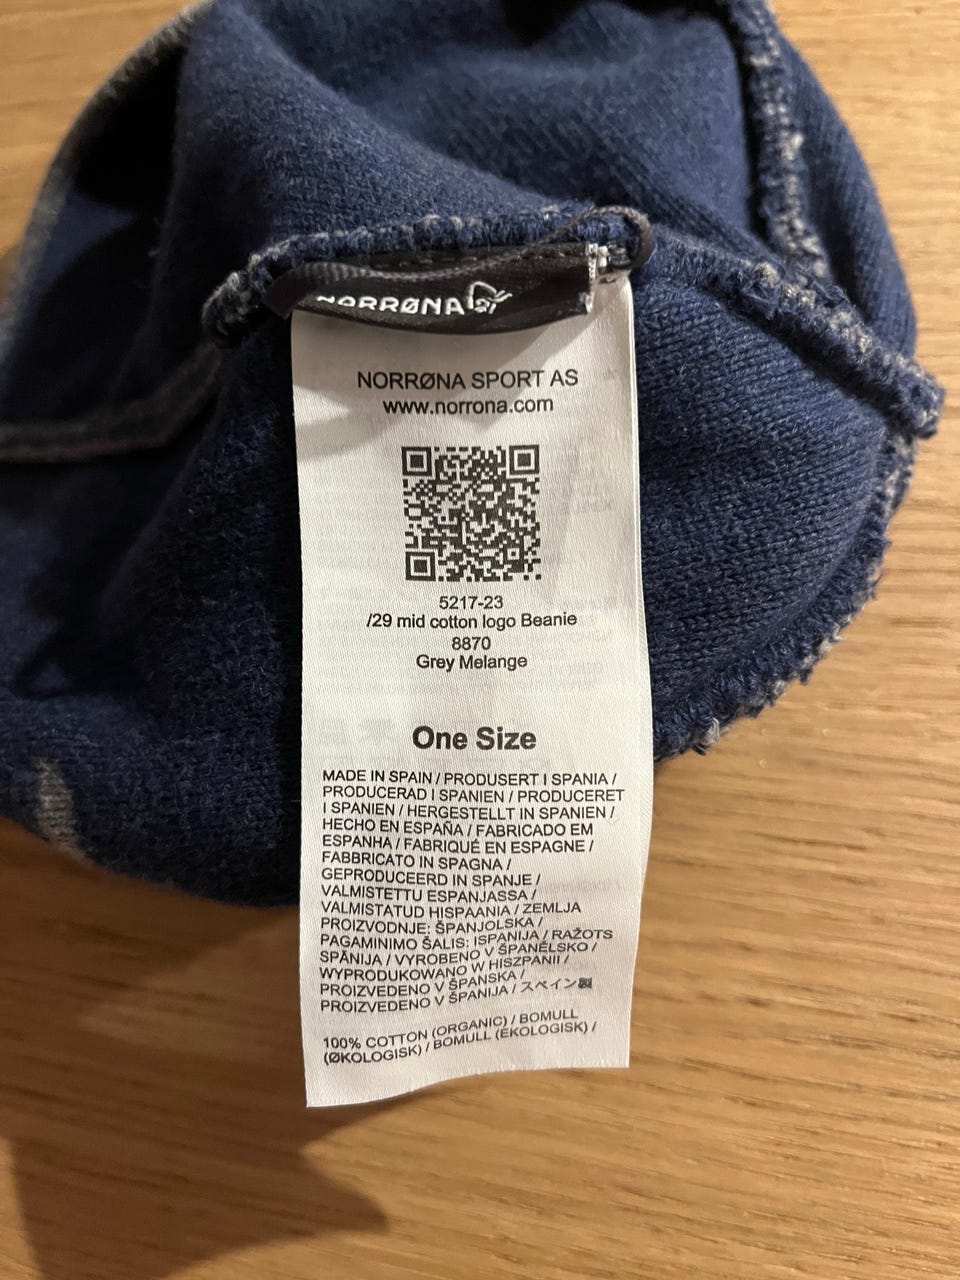 NORRØNA
NORRØNA SPORT AS
www.norrona.com
5217-23
/29 mid cotton logo Beanie
8870
Grey Melange
One Size
MADE IN SPAIN / PRODUSERT I SPANIA /
PRODUCERAD I SPANIEN / PRODUCERET
I SPANIEN / HERGESTELLT IN SPANIEN /
HECHO EN ESPAÑA / FABRICADO EM
ESPANHA / FABRIQUÉ EN ESPAGNE /
FABBRICATO IN SPAGNA /
GEPRODUCEERD IN SPANJE /
VALMISTETTU ESPANJASSA /
VALMISTATUD HISPAANIA / ZEMLJA
PROIZVODNJE: ŠPANJOLSKA /
PAGAMINIMO ŠALIS: ISPANIJA / RAŽOTS
SPĀNIJA / VYROBENO V ŠPANĚLSKO /
WYPRODUKOWANO W HISZPANII /
PROIZVEDENO V ŠPANSKA /
PROIZVEDENO V ŠPANIJA / スペイン製
100% COTTON (ORGANIC) / BOMULL
(ØKOLOGISK) / BOMULL (EKOLOGISK) /